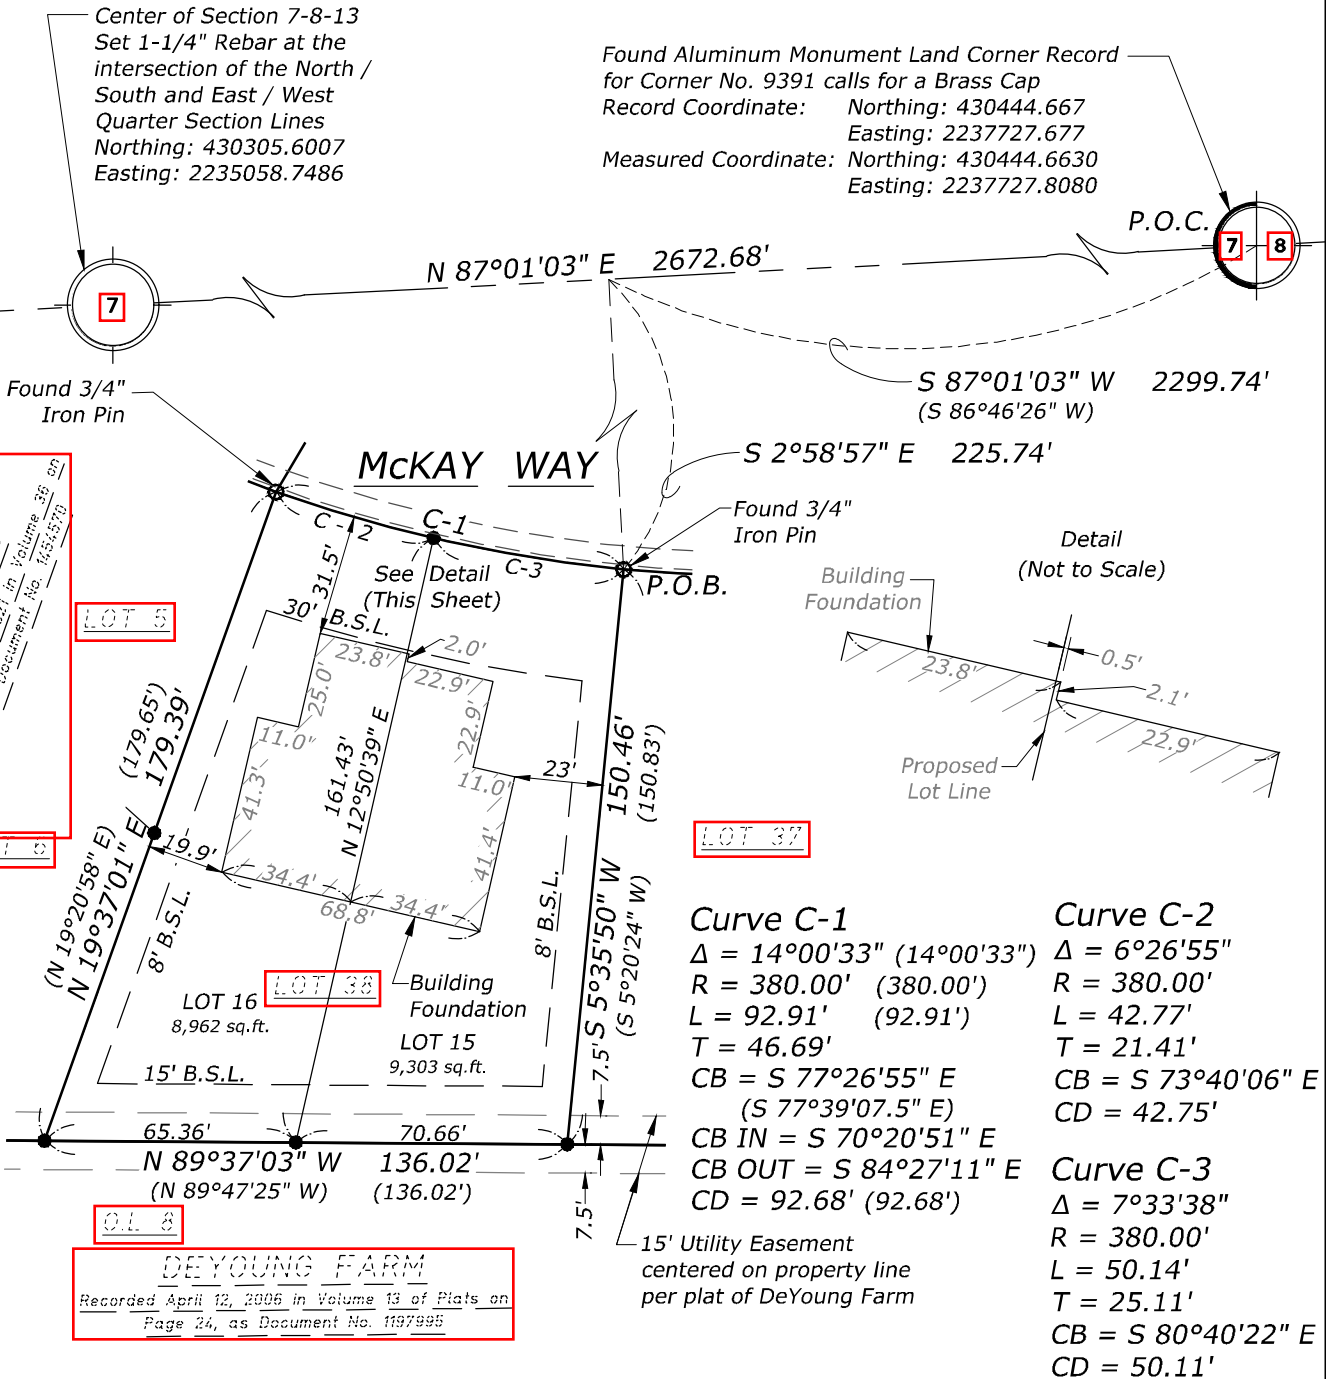 Center of Section 7-8-13
Set 1-1/4" Rebar at the
intersection of the North /
South and East / West
Quarter Section Lines
Northing: 430305.6007
Easting: 2235058.7486
Found Aluminum Monument Land Corner Record
for Corner No. 9391 calls for a Brass Cap
Record Coordinate: Northing: 430444.667
Easting: 2237727.677
Measured Coordinate: Northing: 430444.6630
Easting: 2237727.8080
P.O.C.
7
8
N 87°01'03" E 2672.68'
7
S 87°01'03" W 2299.74'
(S 86°46'26" W)
Found 3/4"
Iron Pin
S 2°58'57" E 225.74'
McKAY WAY
Found 3/4"
Iron Pin
C-1
C-2
C-3
P.O.B.
See Detail
(This Sheet)
31.5'
30' B.S.L.
2.0'
23.8'
22.9'
25.0'
22.9'
11.0'
11.0'
41.3'
41.4'
23'
19.9'
34.4'
34.4'
68.8'
161.43'
N 12°50'39" E
in Volume 36 on
Document No. 1454570
LOT 5
(179.65')
179.39'
(N 19°20'58" E)
N 19°37'01" E
T 6
8' B.S.L.
8' B.S.L.
150.46'
(150.83')
S 5°35'50" W
(S 5°20'24" W)
LOT 37
Detail
(Not to Scale)
Building
Foundation
23.8'
0.5'
2.1'
22.9'
Proposed
Lot Line
LOT 16
8,962 sq.ft.
LOT 38
Building
Foundation
LOT 15
9,303 sq.ft.
15' B.S.L.
7.5'
65.36'
70.66'
N 89°37'03" W 136.02'
(N 89°47'25" W) (136.02')
7.5'
O.L 8
DEYOUNG FARM
Recorded April 12, 2006 in Volume 13 of Plats on
Page 24, as Document No. 1197995
15' Utility Easement
centered on property line
per plat of DeYoung Farm
Curve C-1
Δ = 14°00'33" (14°00'33")
R = 380.00' (380.00')
L = 92.91' (92.91')
T = 46.69'
CB = S 77°26'55" E
(S 77°39'07.5" E)
CB IN = S 70°20'51" E
CB OUT = S 84°27'11" E
CD = 92.68' (92.68')
Curve C-2
Δ = 6°26'55"
R = 380.00'
L = 42.77'
T = 21.41'
CB = S 73°40'06" E
CD = 42.75'
Curve C-3
Δ = 7°33'38"
R = 380.00'
L = 50.14'
T = 25.11'
CB = S 80°40'22" E
CD = 50.11'